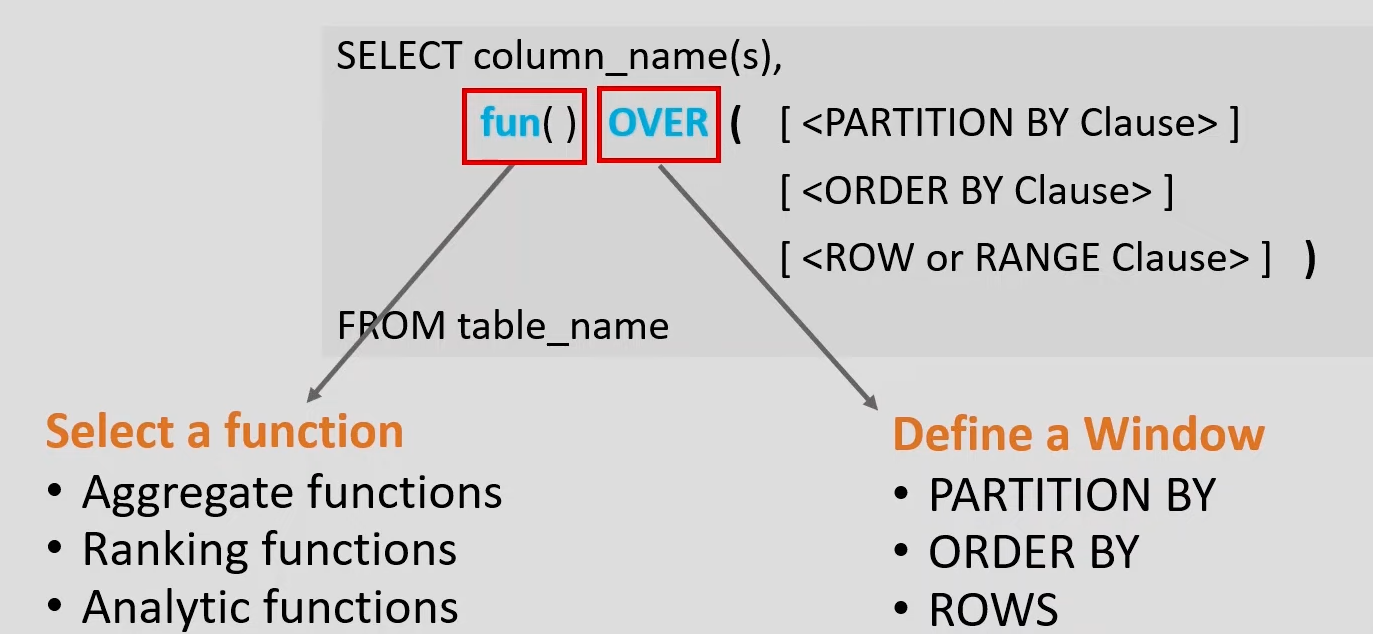 SELECT column_name(s),
fun( ) OVER ( [ <PARTITION BY Clause> ]
[ <ORDER BY Clause> ]
[ <ROW or RANGE Clause> ] )
FROM table_name
Select a function
• Aggregate functions
• Ranking functions
• Analytic functions
Define a Window
• PARTITION BY
• ORDER BY
• ROWS